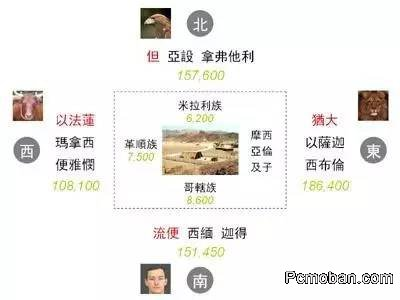 北
但 亞設 拿弗他利
157,600
以法蓮
瑪拿西
便雅憫
108,100
西
米拉利族
6,200
革順族
7,500
摩西
亞倫
及子
哥轄族
8,600
猶大
以薩迦
西布倫
186,400
東
流便 西緬 迦得
151,450
南
Pcmoban.com